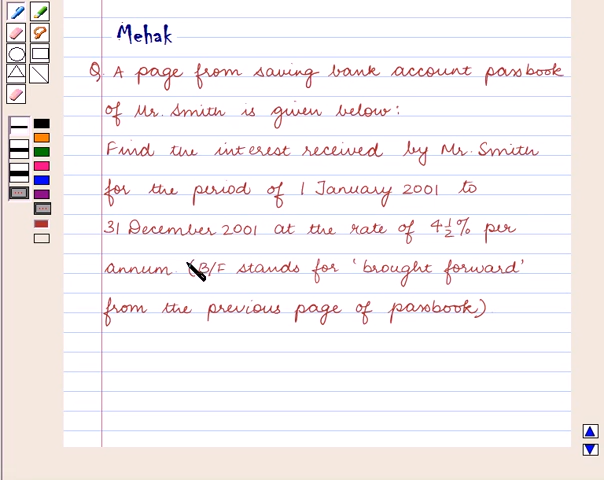 Mehak
Q. A page from saving bank account passbook
of Mr. Smith is given below:
Find the interest received by Mr. Smith
for the period of 1 January 2001 to
31 December 2001 at the rate of 4½% per
annum (B/F stands for 'brought forward'
from the previous page of passbook)